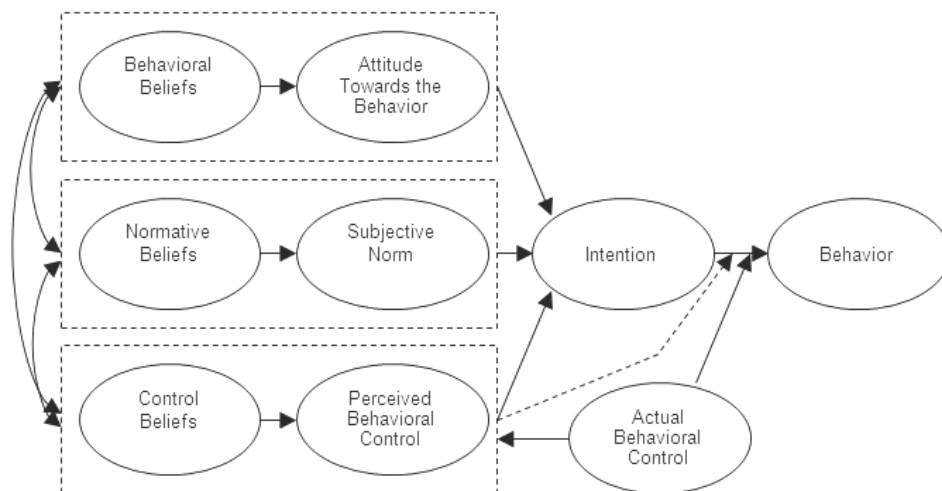 Behavioral
Beliefs
Attitude
Towards the
Behavior
Normative
Beliefs
Subjective
Norm
Intention
Behavior
Control
Beliefs
Perceived
Behavioral
Control
Actual
Behavioral
Control